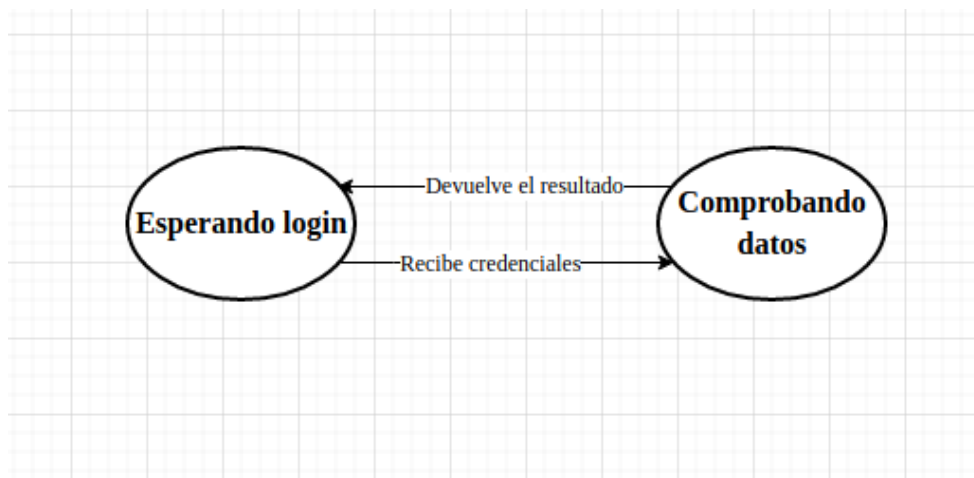 Devuelve el resultado
Esperando login
Comprobando
datos
Recibe credenciales